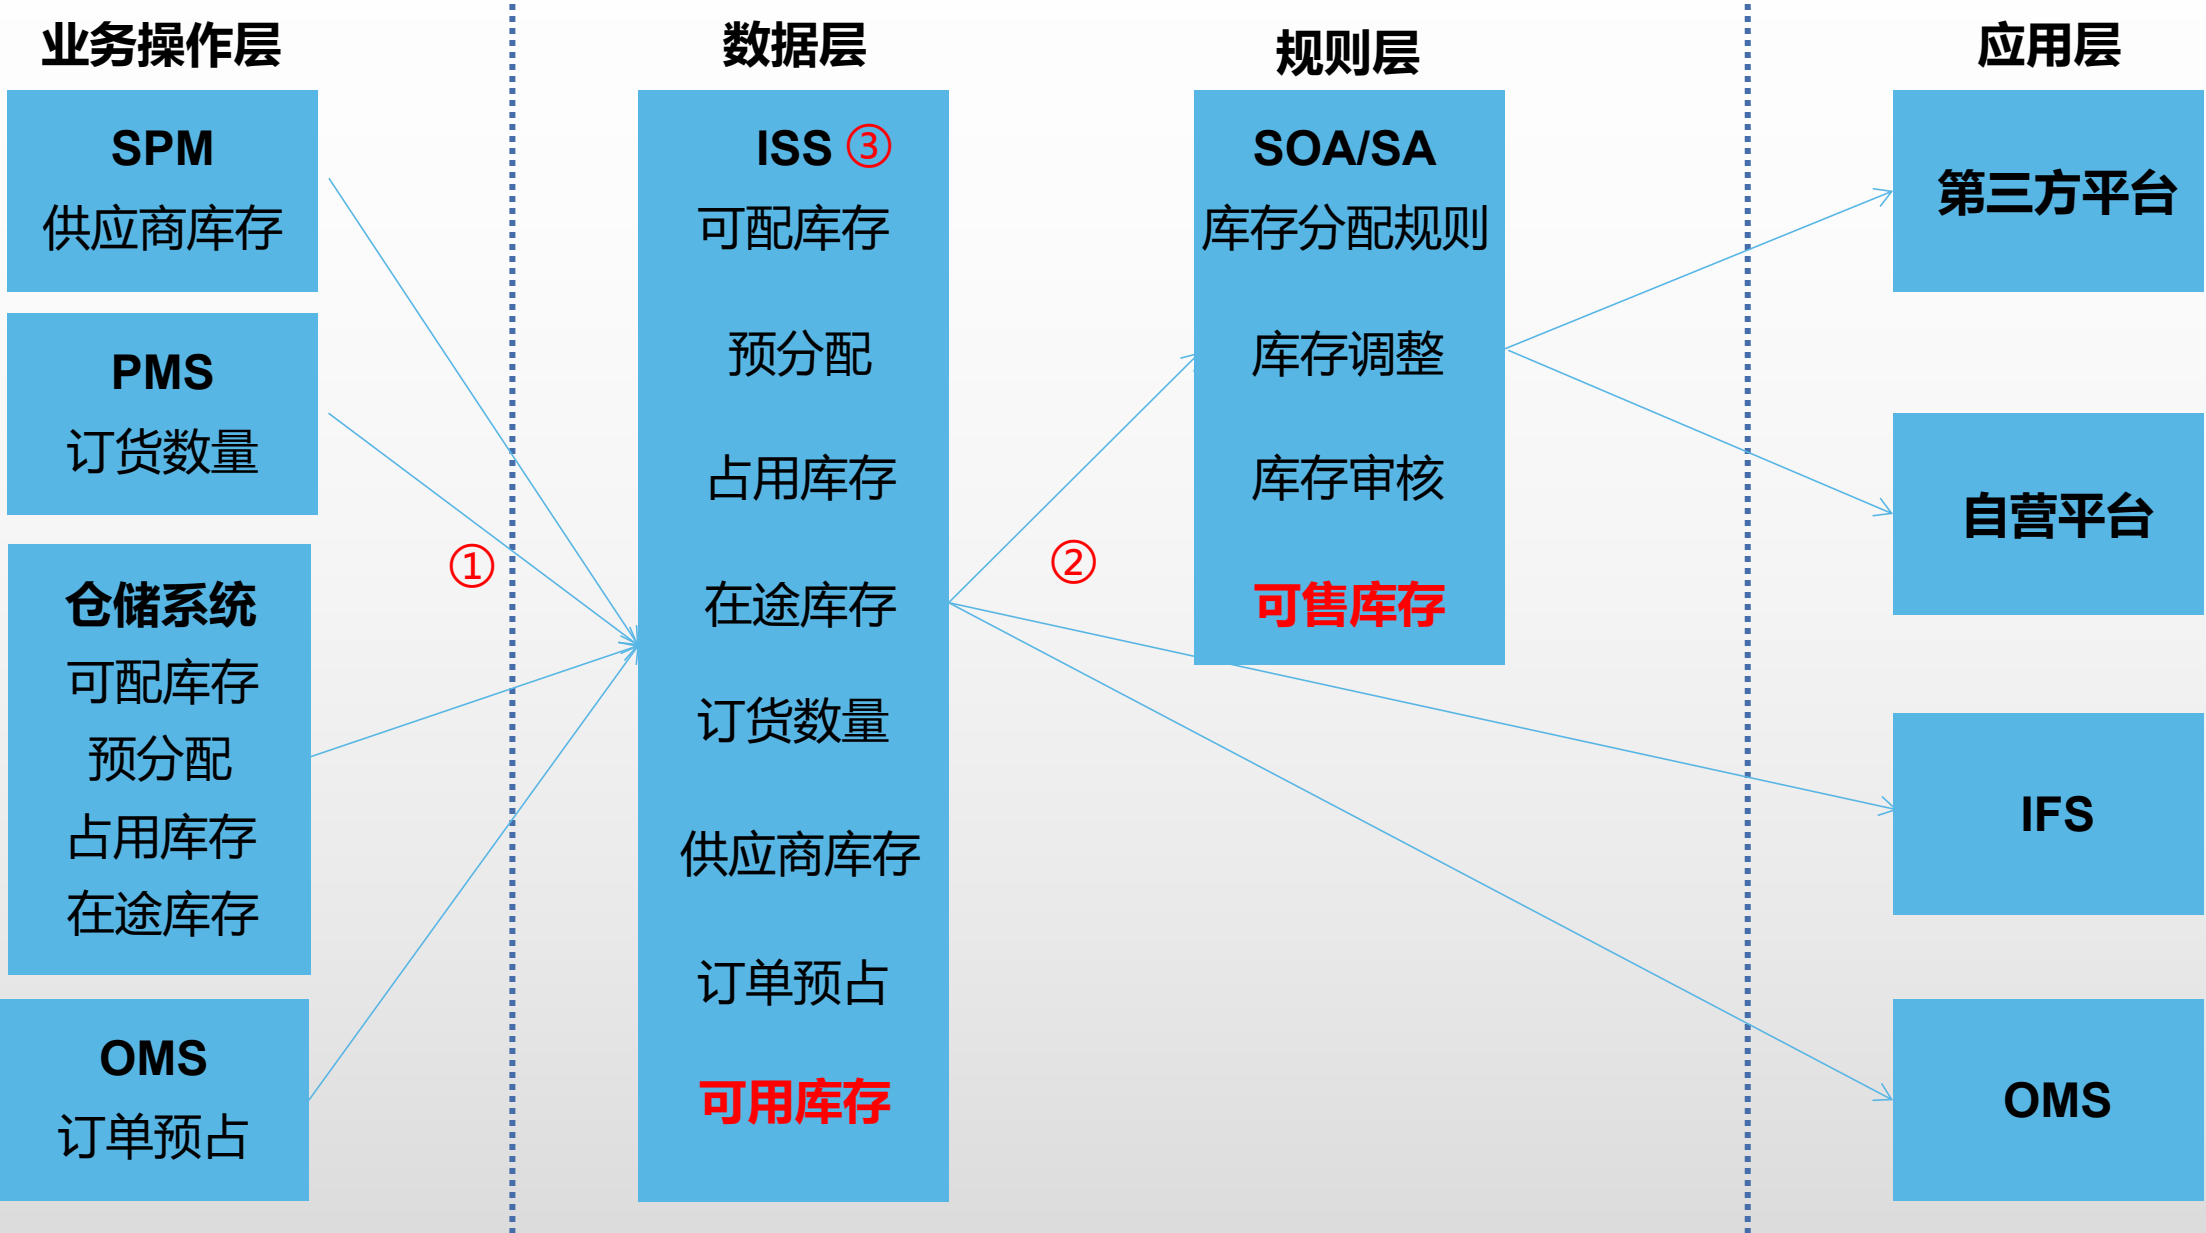 业务操作层
SPM
供应商库存
PMS
订货数量
仓储系统
可配库存
预分配
占用库存
在途库存
OMS
订单预占
①
数据层
ISS ③
可配库存
预分配
占用库存
在途库存
订货数量
供应商库存
订单预占
可用库存
②
规则层
SOA/SA
库存分配规则
库存调整
库存审核
可售库存
应用层
第三方平台
自营平台
IFS
OMS